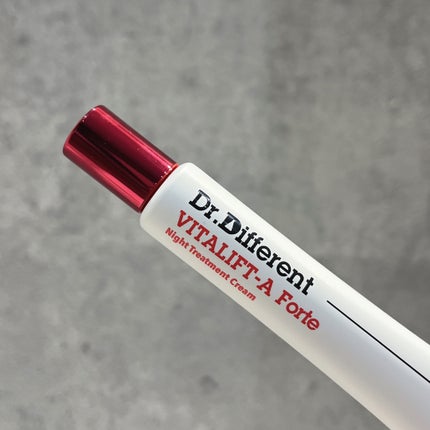 Dr.Different
VITALIFT-A Forte
Night Treatment Cream